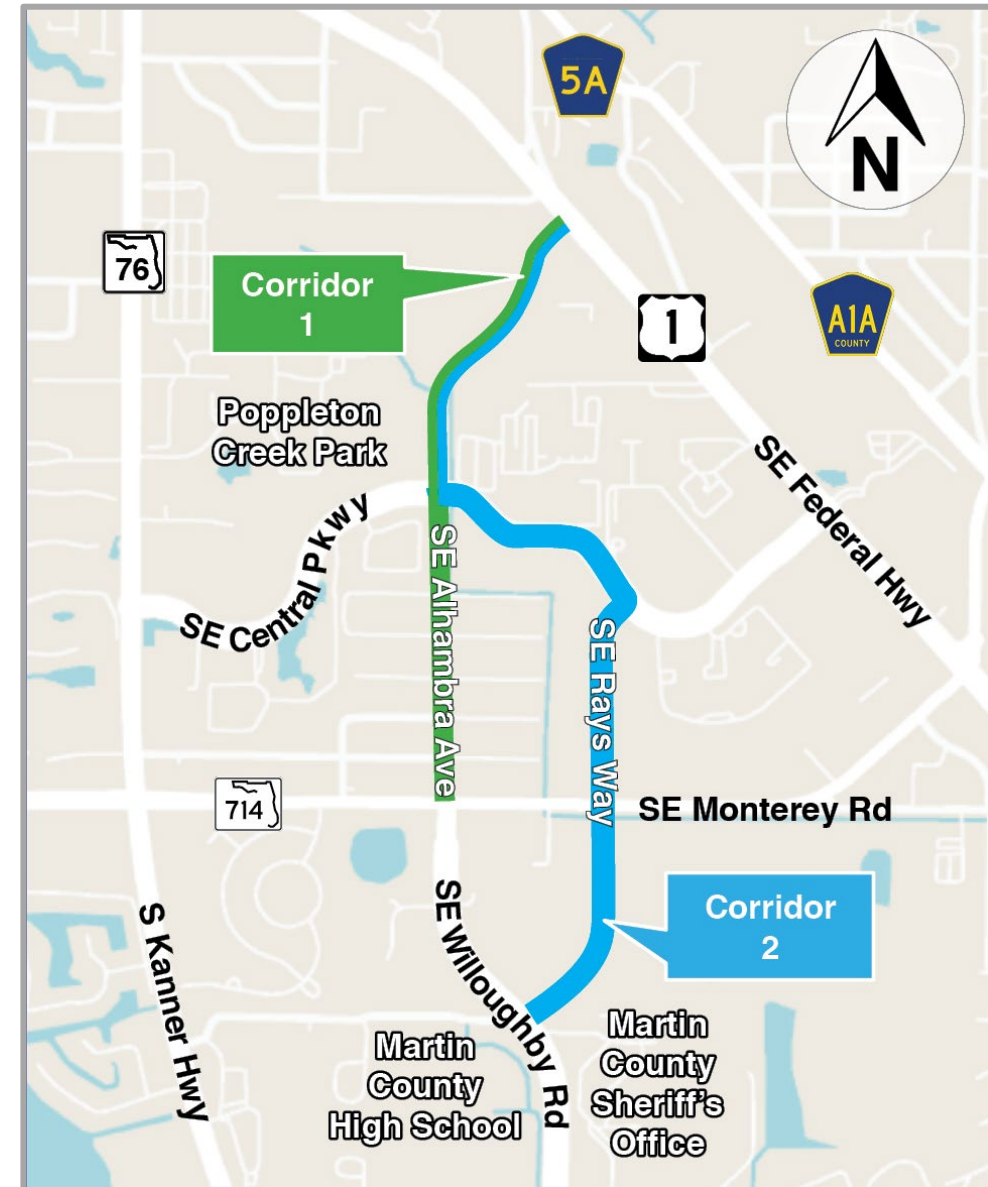 5A
N
76
Corridor
1
1
A1A
COUNTY
Poppleton
Creek Park
SE Federal Hwy
SE Central Pkwy
SE Alhambra Ave
SE Rays Way
714
SE Monterey Rd
Corridor
2
S Kanner Hwy
SE Willoughby Rd
Martin
County
High School
Martin
County
Sheriff's
Office